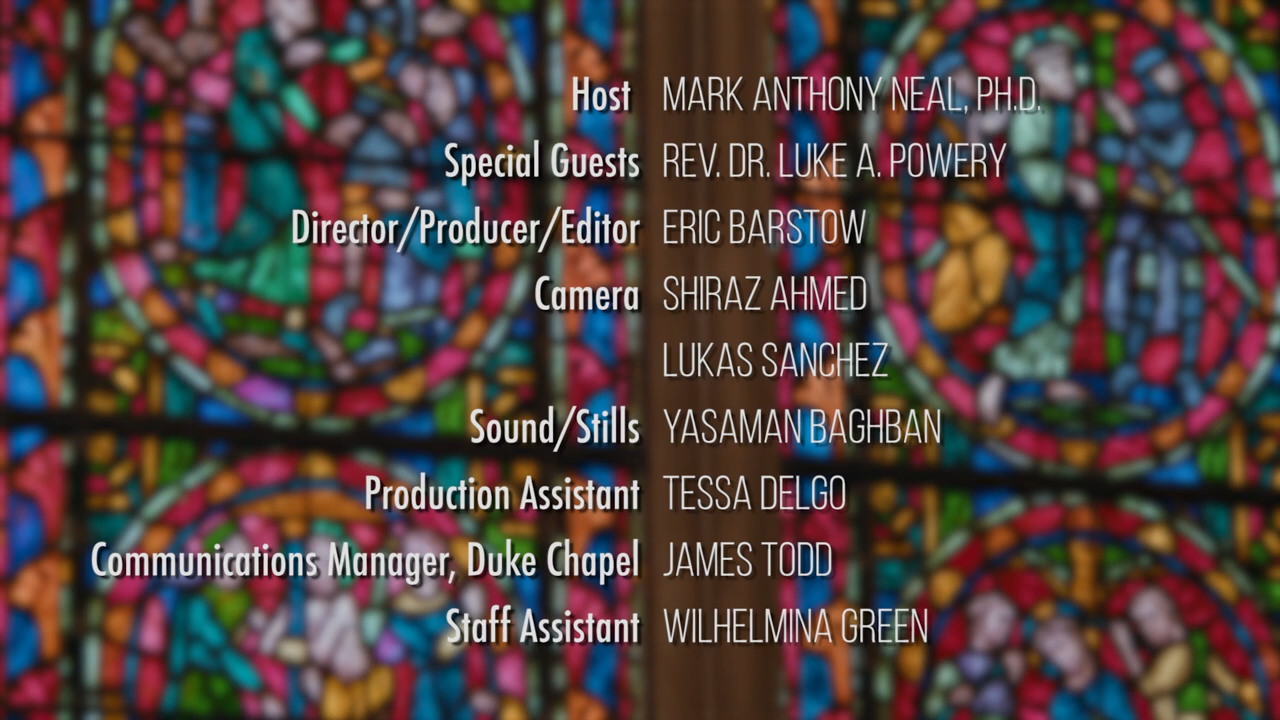 Host MARK ANTHONY NEAL, PH.D.
Special Guests REV. DR. LUKE A. POWERY
Director/Producer/Editor ERIC BARSTOW
Camera SHIRAZ AHMED
LUKAS SANCHEZ
Sound/Stills YASAMAN BAGHBAN
Production Assistant TESSA DELGO
Communications Manager, Duke Chapel JAMES TODD
Staff Assistant WILHELMINA GREEN